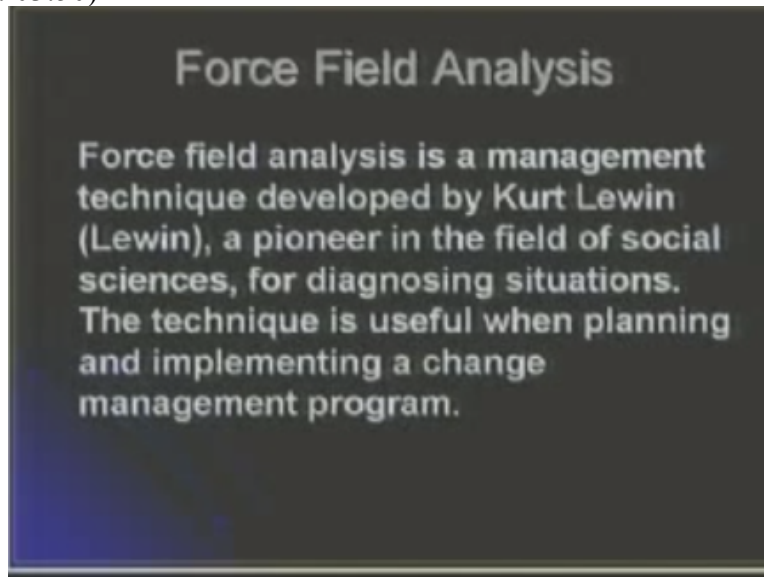 Force Field Analysis
Force field analysis is a management
technique developed by Kurt Lewin
(Lewin), a pioneer in the field of social
sciences, for diagnosing situations.
The technique is useful when planning
and implementing a change
management program.